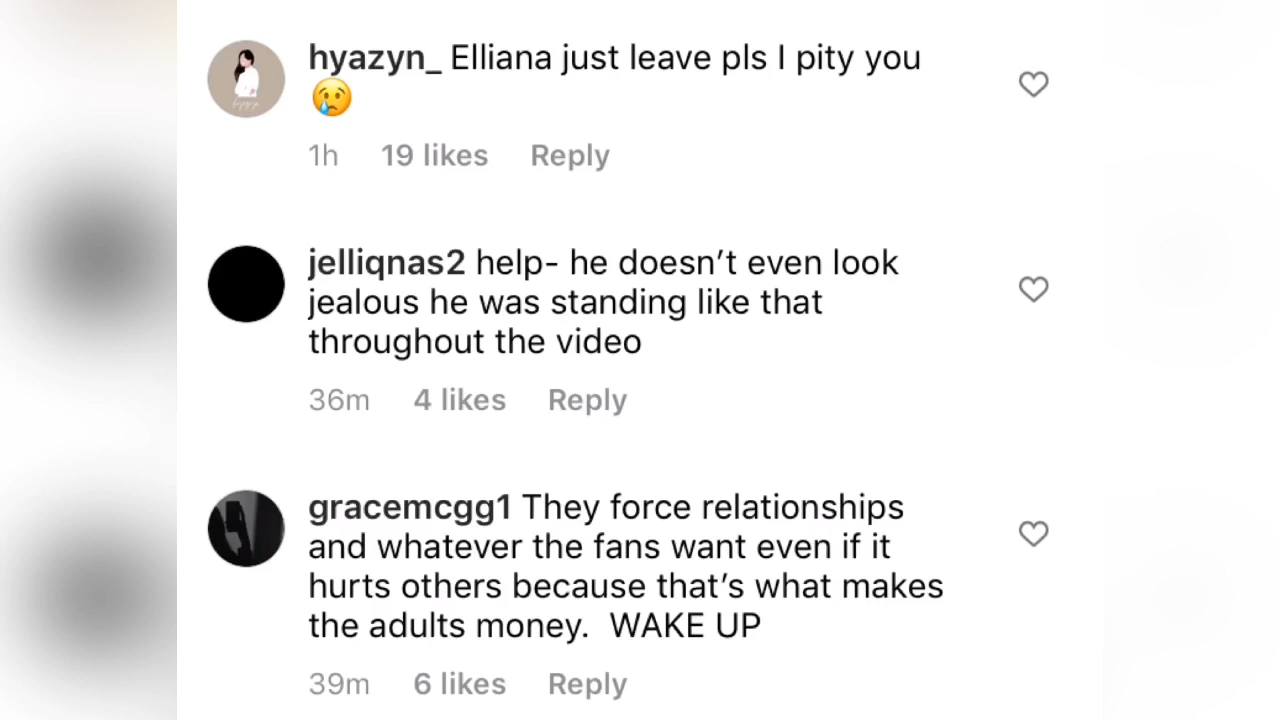 hyazyn_ Elliana just leave pls I pity you
😢
1h 19 likes Reply
jelliqnas2 help- he doesn’t even look
jealous he was standing like that
throughout the video
36m 4 likes Reply
gracemcgg1 They force relationships
and whatever the fans want even if it
hurts others because that’s what makes
the adults money.  WAKE UP
39m 6 likes Reply